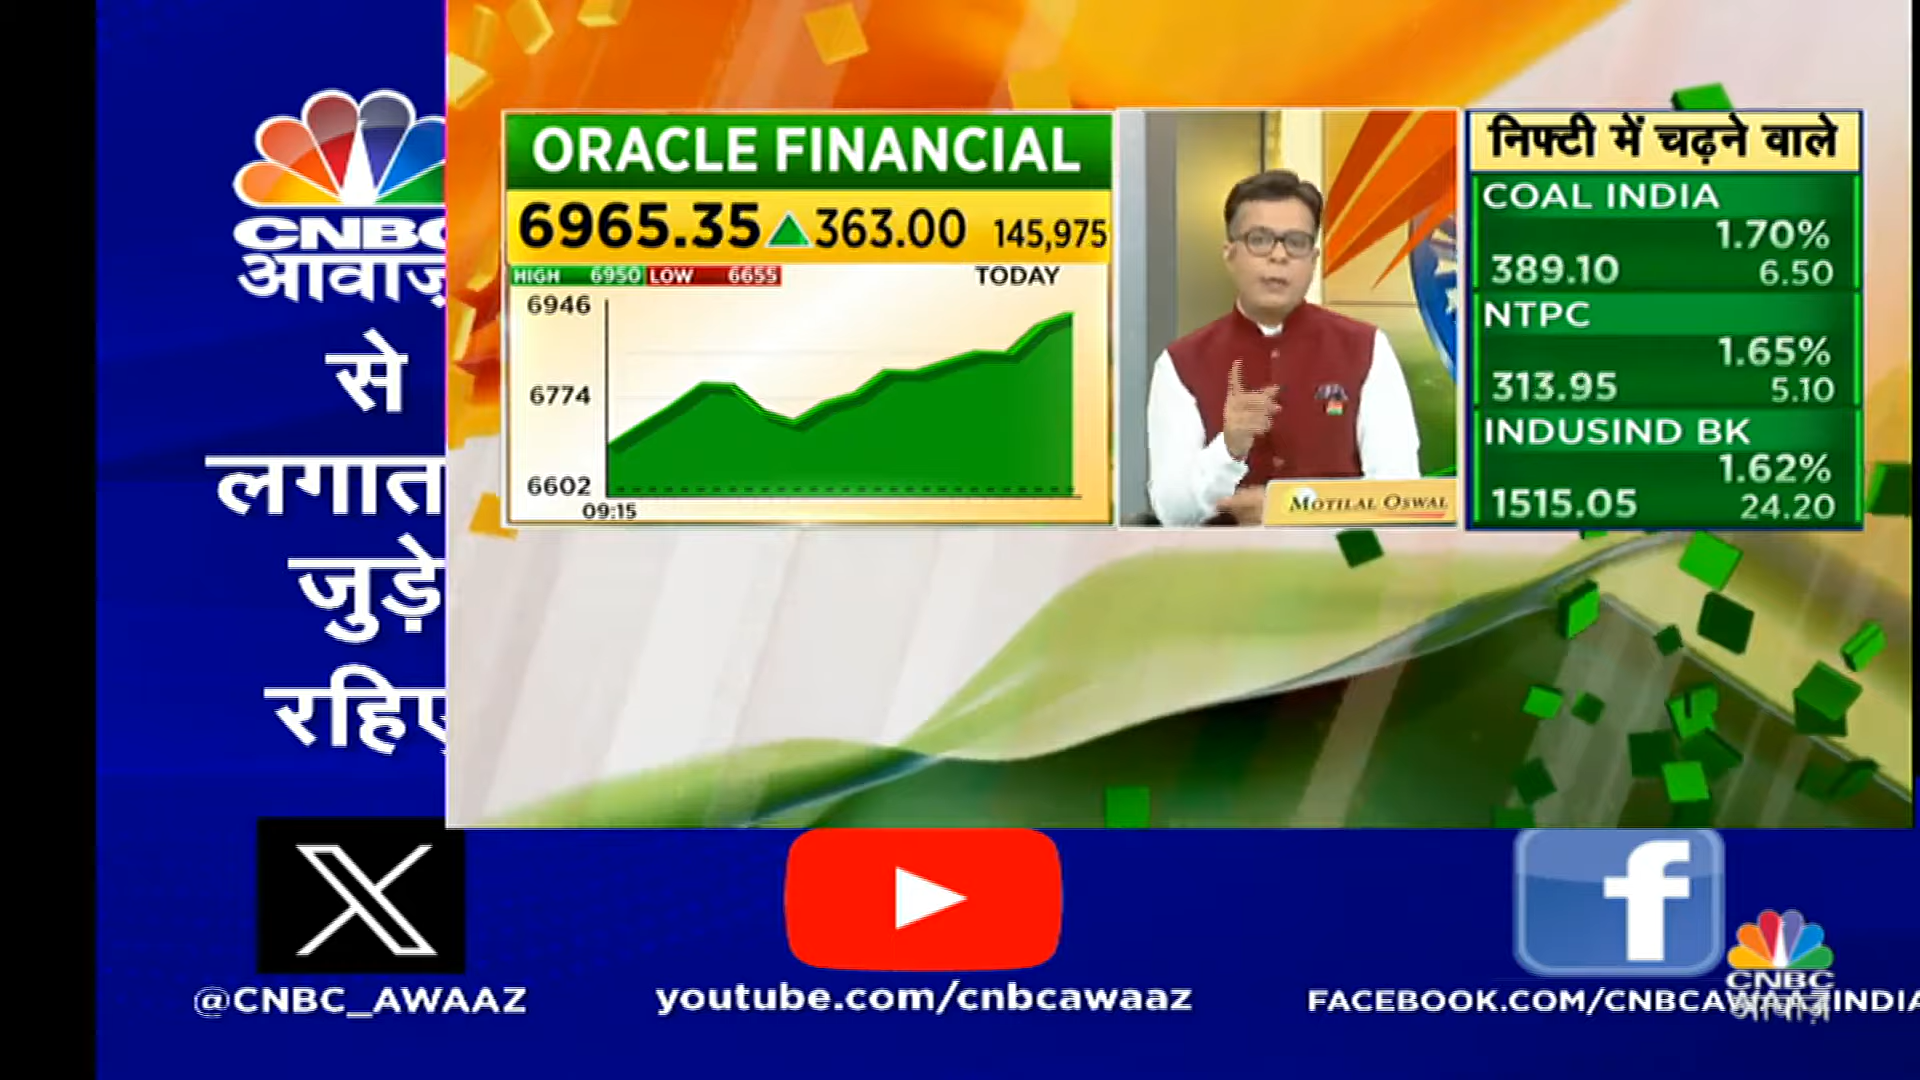 CNBC
आवाज़
से
जुड़े
ORACLE FINANCIAL
6965.35 363.00 145,975
HIGH 6950 LOW 6655 TODAY
6946
6774
6602
09:15
MOTILAL OSWAL
निफ्टी में चढ़ने वाले
COAL INDIA
1.70%
389.10 6.50
NTPC
1.65%
313.95 5.10
INDUSIND BK
1.62%
1515.05 24.20
@CNBC_AWAAZ
youtube.com/cnbcawaaz
FACEBOOK.COM/CNBCAWAAZINDIA
CNBC
आवाज़